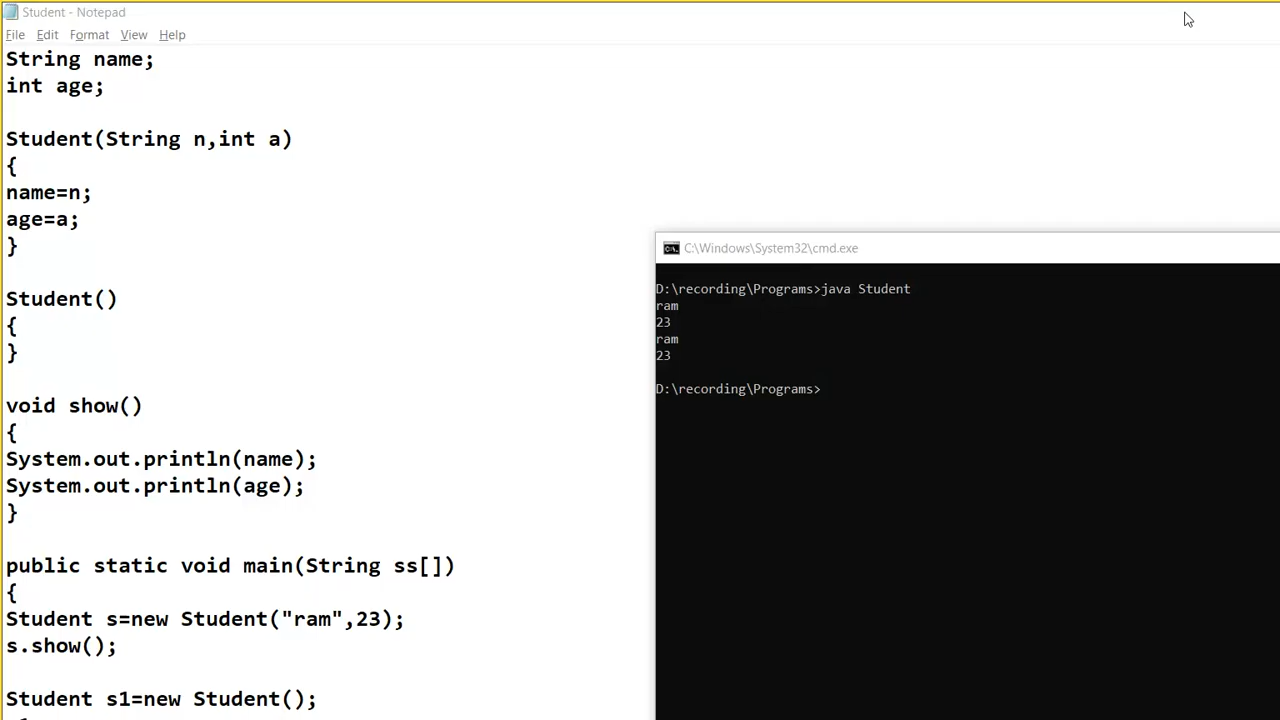 Student - Notepad
File Edit Format View Help
String name;
int age;
Student(String n,int a)
{
name=n;
age=a;
}
Student()
{
}
void show()
{
System.out.println(name);
System.out.println(age);
}
public static void main(String ss[])
{
Student s=new Student("ram",23);
s.show();
Student s1=new Student();
C:\Windows\System32\cmd.exe
D:\recording\Programs>java Student
ram
23
ram
23
D:\recording\Programs>